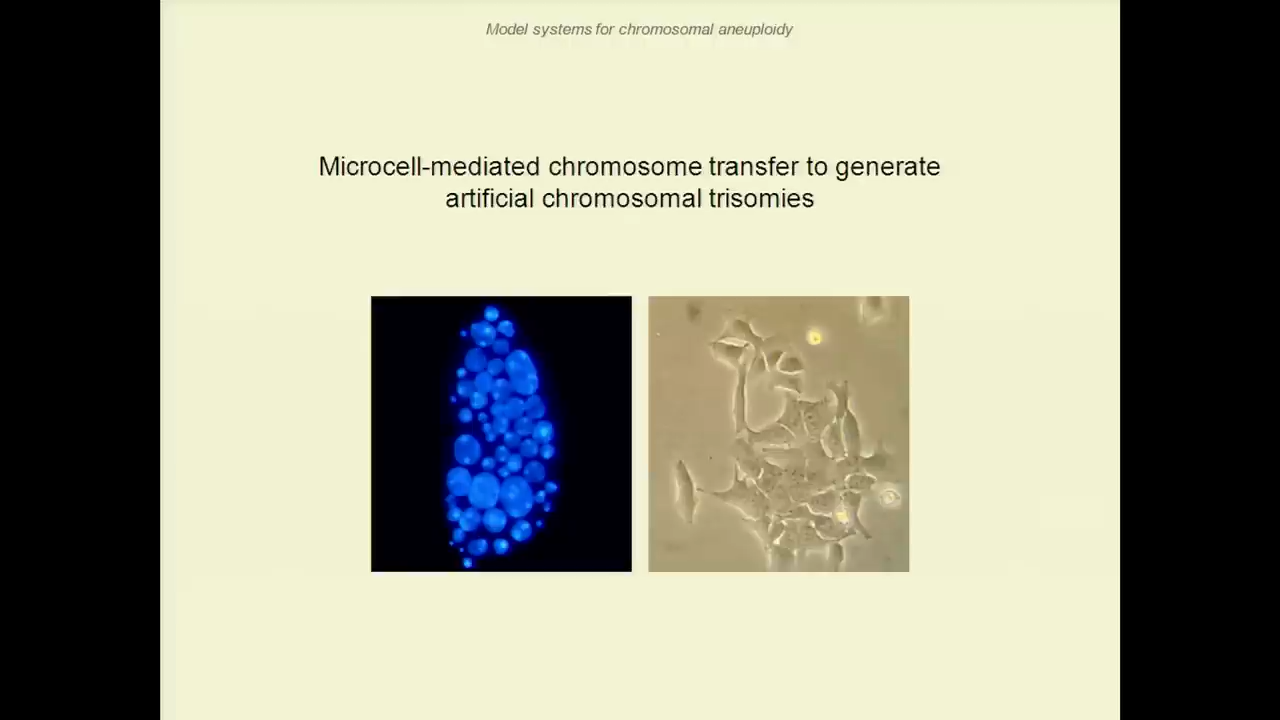 Model systems for chromosomal aneuploidy
Microcell-mediated chromosome transfer to generate
artificial chromosomal trisomies